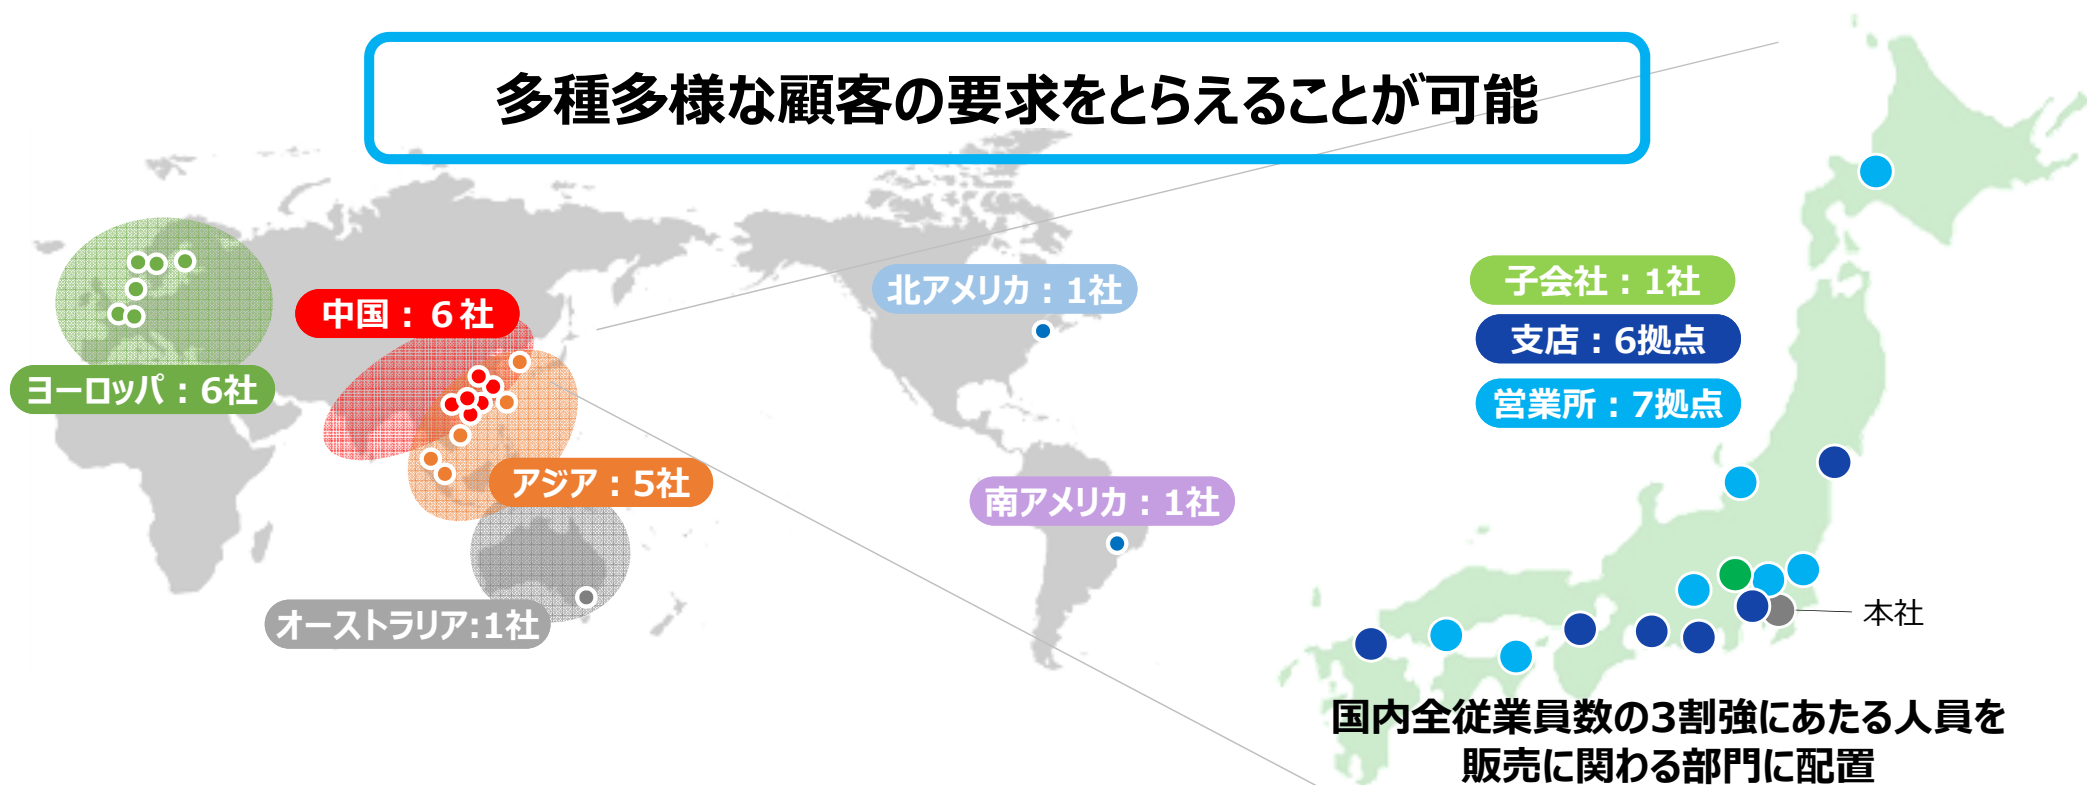 多種多様な顧客の要求をとらえることが可能
北アメリカ：1社
子会社：1社
中国：６社
支店：6拠点
ヨーロッパ：6社
営業所：7拠点
アジア：5社
南アメリカ：1社
オーストラリア:1社
本社
国内全従業員数の3割強にあたる人員を
販売に関わる部門に配置